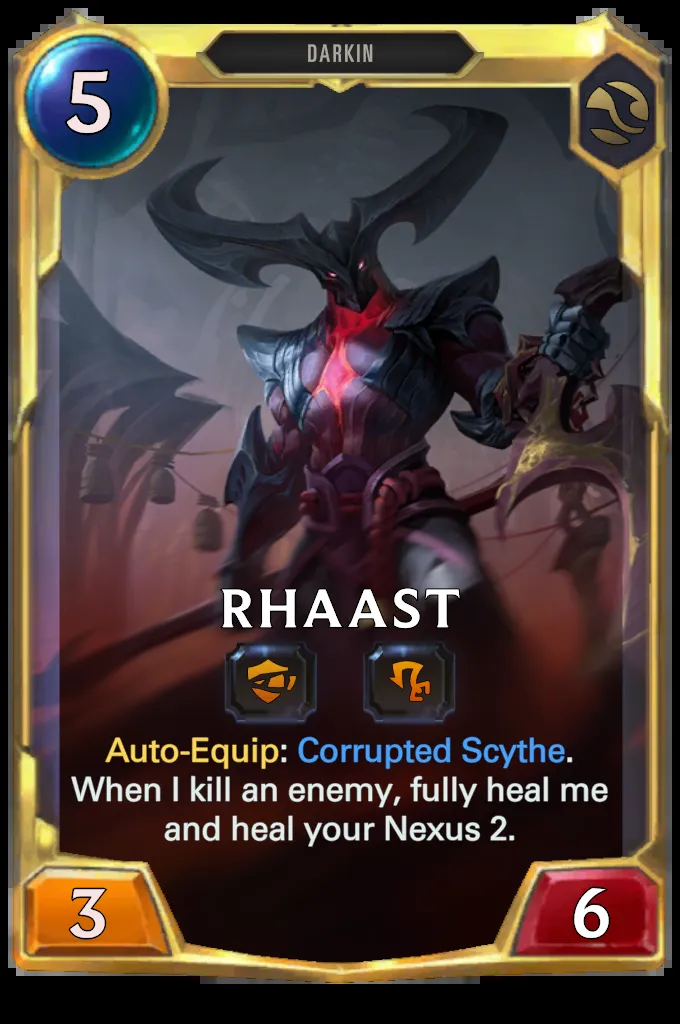 DARKIN
5
RHAAST
Auto-Equip: Corrupted Scythe.
When I kill an enemy, fully heal me
and heal your Nexus 2.
3
6